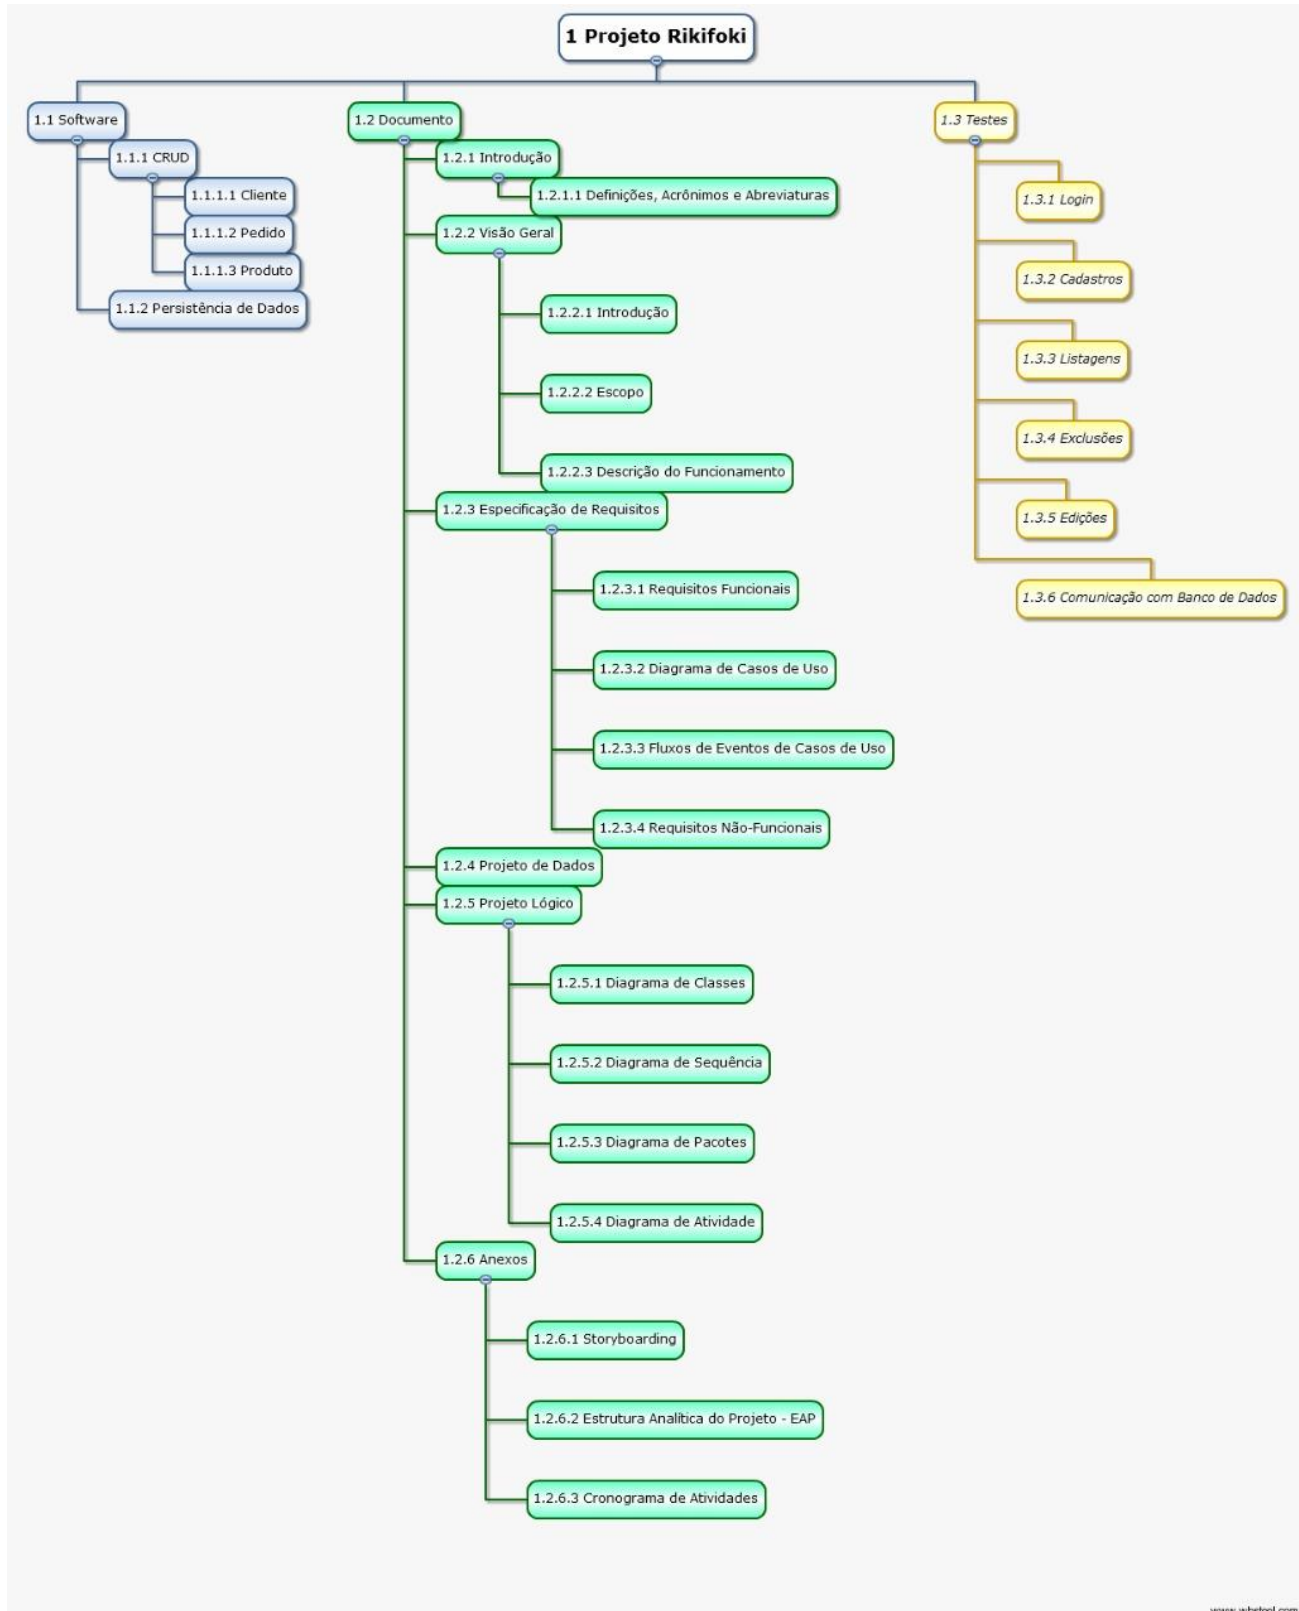 1 Projeto Rikifoki
1.1 Software
1.1.1 CRUD
1.1.1.1 Cliente
1.1.1.2 Pedido
1.1.1.3 Produto
1.1.2 Persistência de Dados
1.2 Documento
1.2.1 Introdução
1.2.1.1 Definições, Acrônimos e Abreviaturas
1.2.2 Visão Geral
1.2.2.1 Introdução
1.2.2.2 Escopo
1.2.2.3 Descrição do Funcionamento
1.2.3 Especificação de Requisitos
1.2.3.1 Requisitos Funcionais
1.2.3.2 Diagrama de Casos de Uso
1.2.3.3 Fluxos de Eventos de Casos de Uso
1.2.3.4 Requisitos Não-Funcionais
1.2.4 Projeto de Dados
1.2.5 Projeto Lógico
1.2.5.1 Diagrama de Classes
1.2.5.2 Diagrama de Sequência
1.2.5.3 Diagrama de Pacotes
1.2.5.4 Diagrama de Atividade
1.2.6 Anexos
1.2.6.1 Storyboarding
1.2.6.2 Estrutura Analítica do Projeto - EAP
1.2.6.3 Cronograma de Atividades
1.3 Testes
1.3.1 Login
1.3.2 Cadastros
1.3.3 Listagens
1.3.4 Exclusões
1.3.5 Edições
1.3.6 Comunicação com Banco de Dados